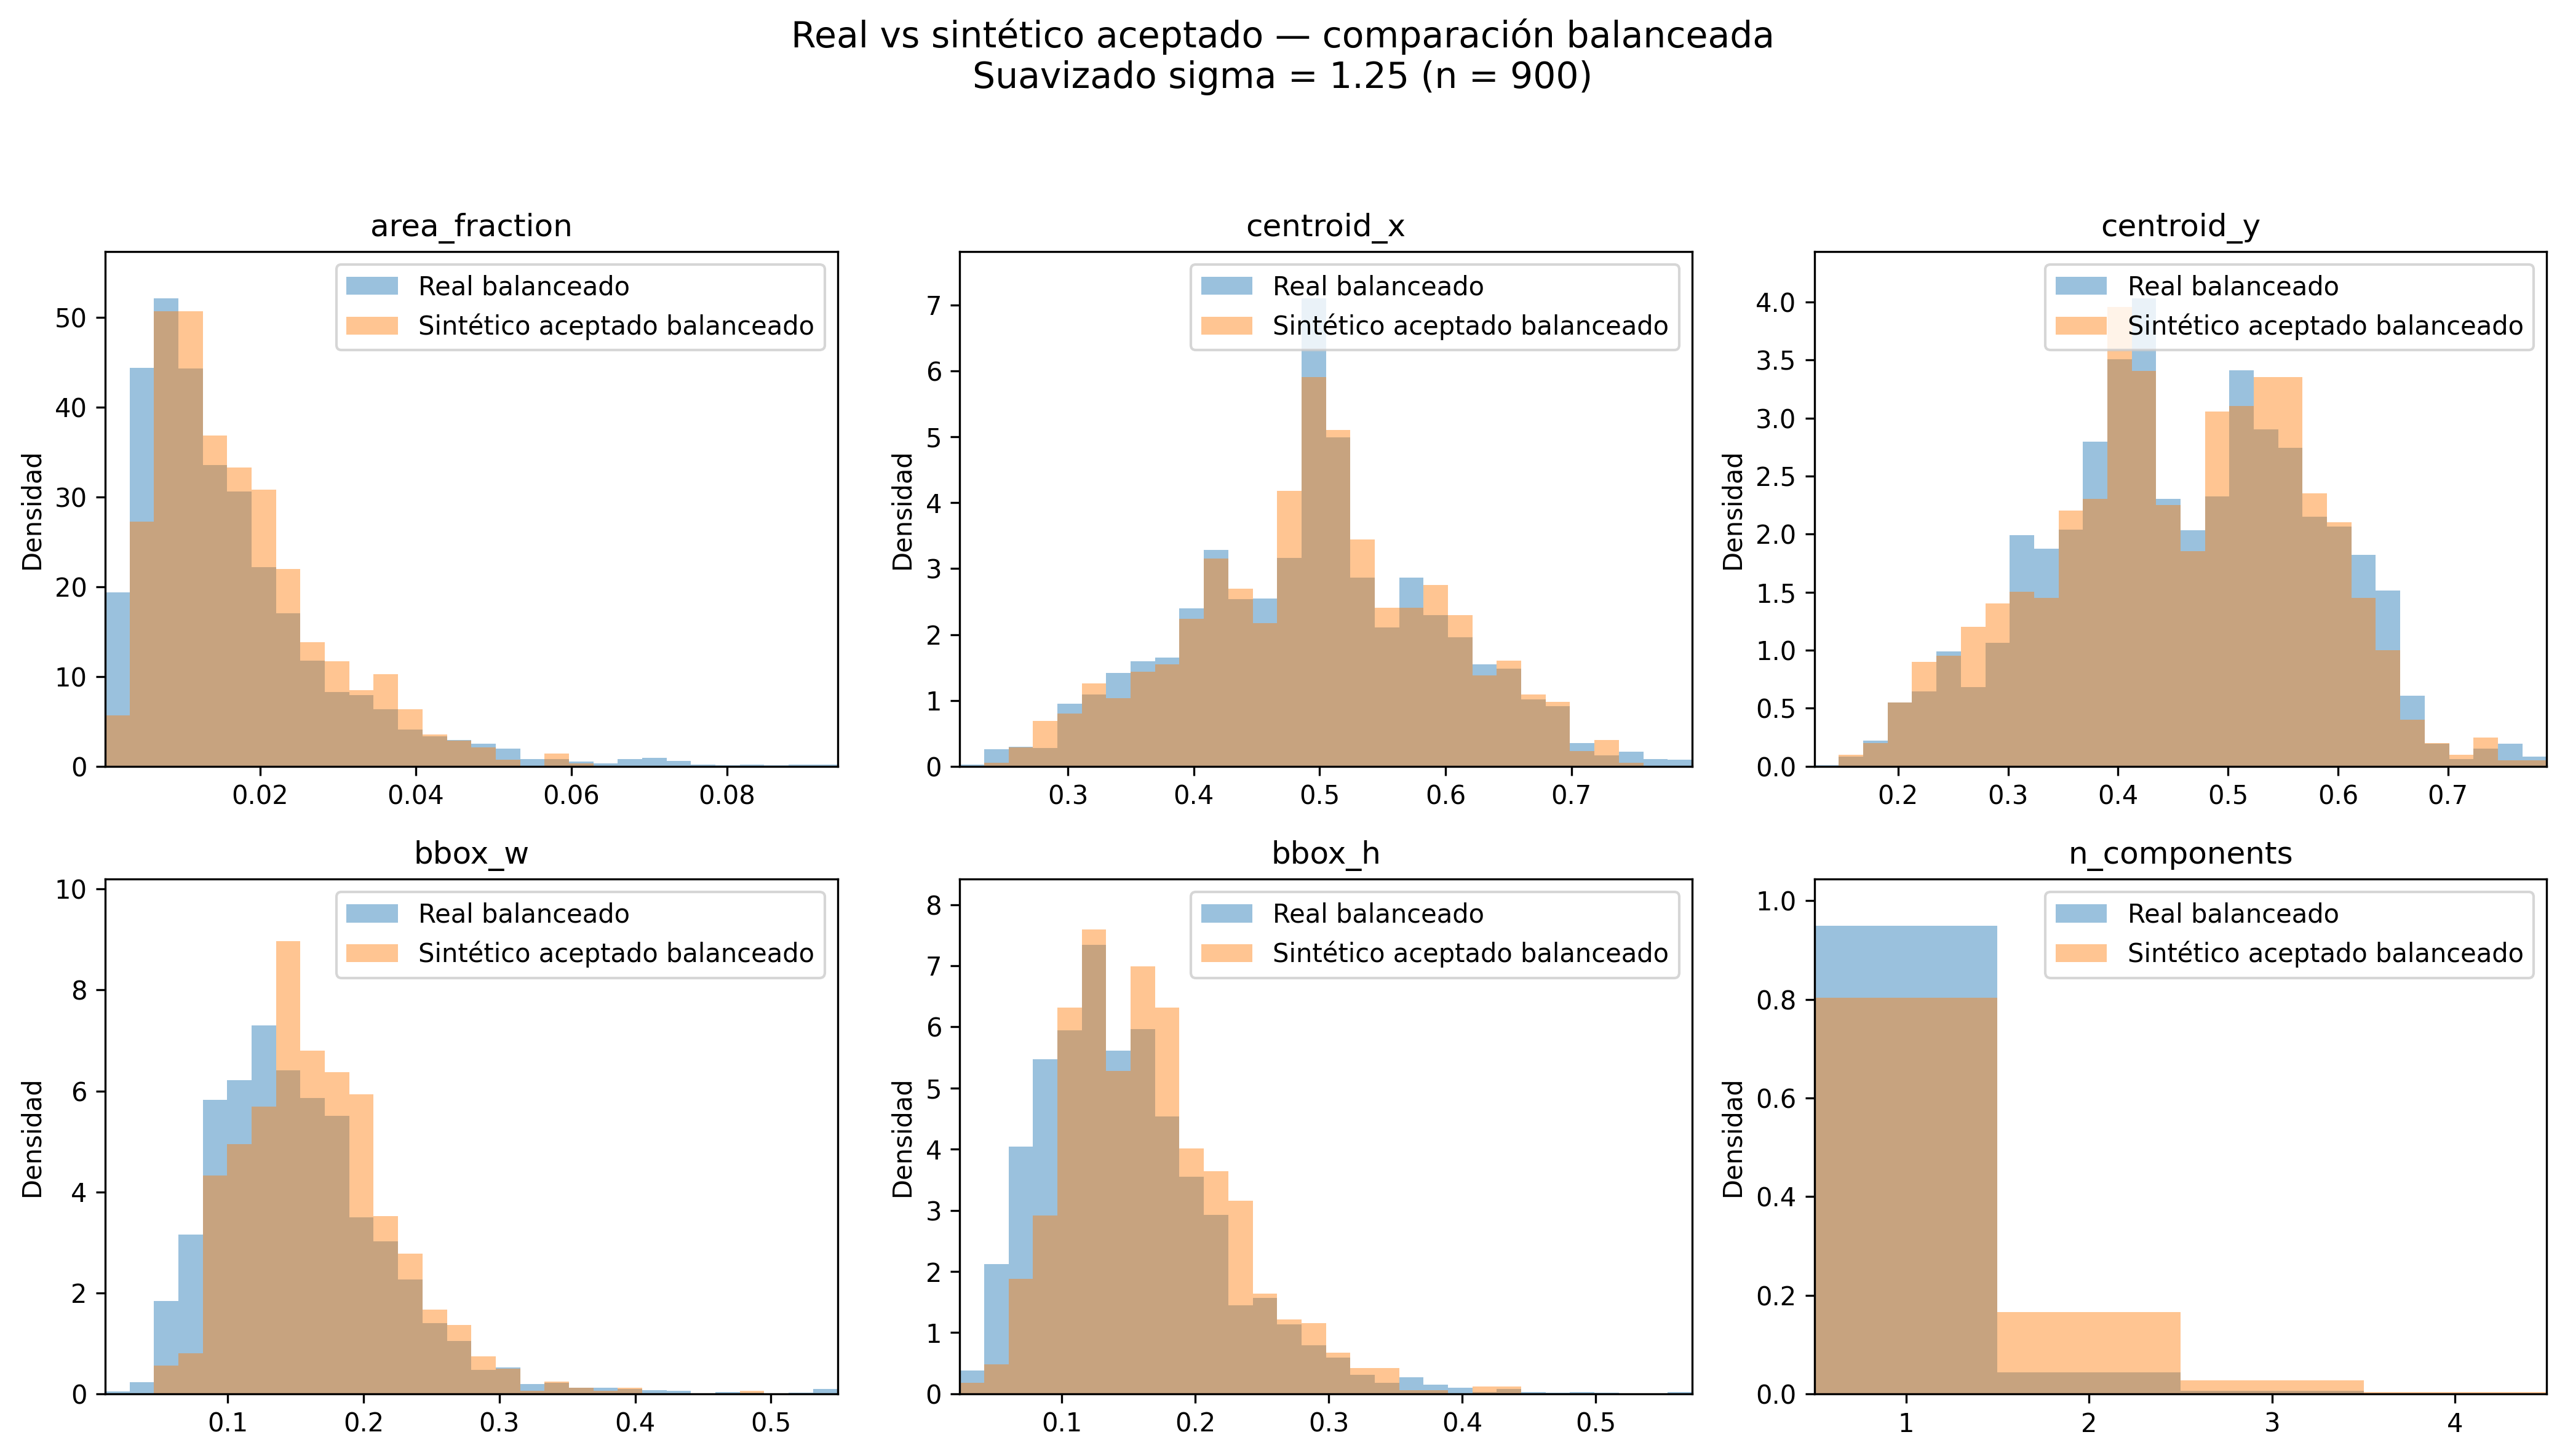 Real vs sintético aceptado — comparación balanceada
Suavizado sigma = 1.25 (n = 900)
area_fraction
Densidad
50
40
30
20
10
0
0.02 0.04 0.06 0.08
Real balanceado
Sintético aceptado balanceado
centroid_x
Densidad
7
6
5
4
3
2
1
0
0.3 0.4 0.5 0.6 0.7
Real balanceado
Sintético aceptado balanceado
centroid_y
Densidad
4.0
3.5
3.0
2.5
2.0
1.5
1.0
0.5
0.0
0.2 0.3 0.4 0.5 0.6 0.7
Real balanceado
Sintético aceptado balanceado
bbox_w
Densidad
10
8
6
4
2
0
0.1 0.2 0.3 0.4 0.5
Real balanceado
Sintético aceptado balanceado
bbox_h
Densidad
8
7
6
5
4
3
2
1
0
0.1 0.2 0.3 0.4 0.5
Real balanceado
Sintético aceptado balanceado
n_components
Densidad
1.0
0.8
0.6
0.4
0.2
0.0
1 2 3 4
Real balanceado
Sintético aceptado balanceado